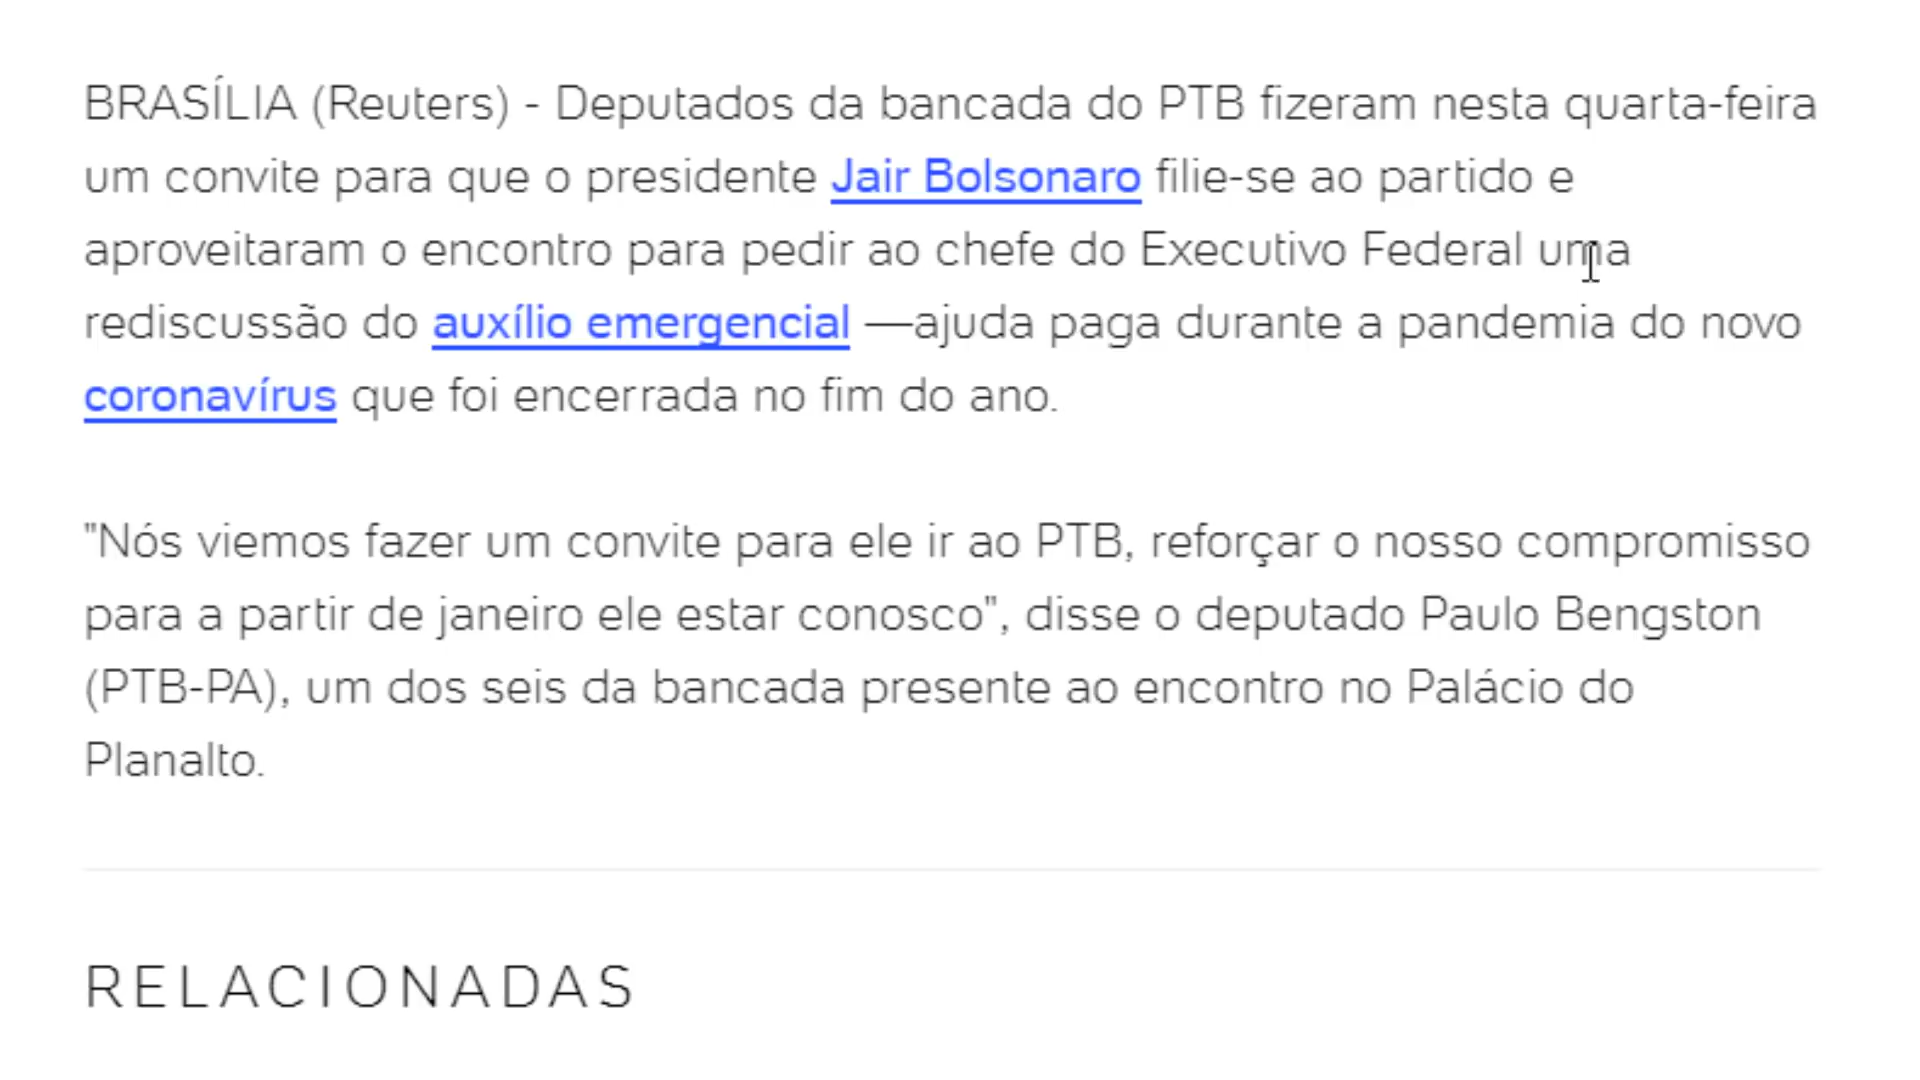 BRASÍLIA (Reuters) - Deputados da bancada do PTB fizeram nesta quarta-feira
um convite para que o presidente Jair Bolsonaro filie-se ao partido e
aproveitaram o encontro para pedir ao chefe do Executivo Federal uma
rediscussão do auxílio emergencial —ajuda paga durante a pandemia do novo
coronavírus que foi encerrada no fim do ano.
"Nós viemos fazer um convite para ele ir ao PTB, reforçar o nosso compromisso
para a partir de janeiro ele estar conosco", disse o deputado Paulo Bengston
(PTB-PA), um dos seis da bancada presente ao encontro no Palácio do
Planalto.
RELACIONADAS